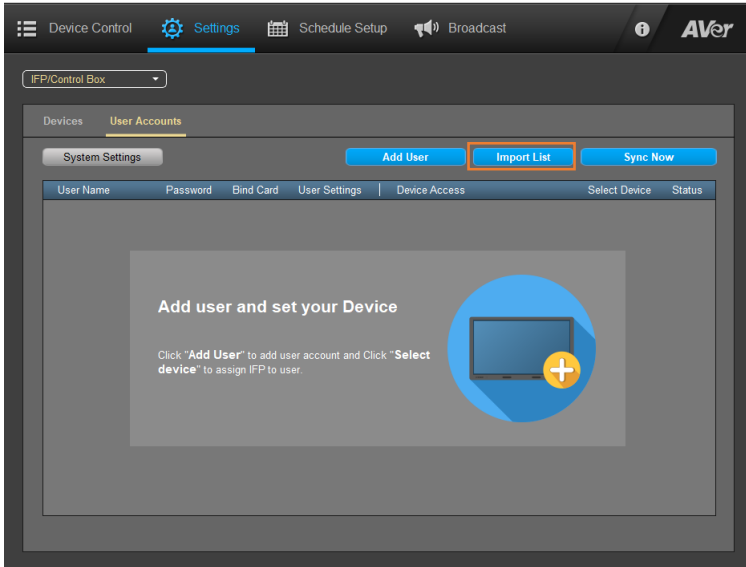 Device Control Settings Schedule Setup Broadcast AVer
IFP/Control Box
Devices User Accounts
System Settings Add User Import List Sync Now
User Name Password Bind Card User Settings Device Access Select Device Status
Add user and set your Device
Click "Add User" to add user account and Click "Select
device" to assign IFP to user.